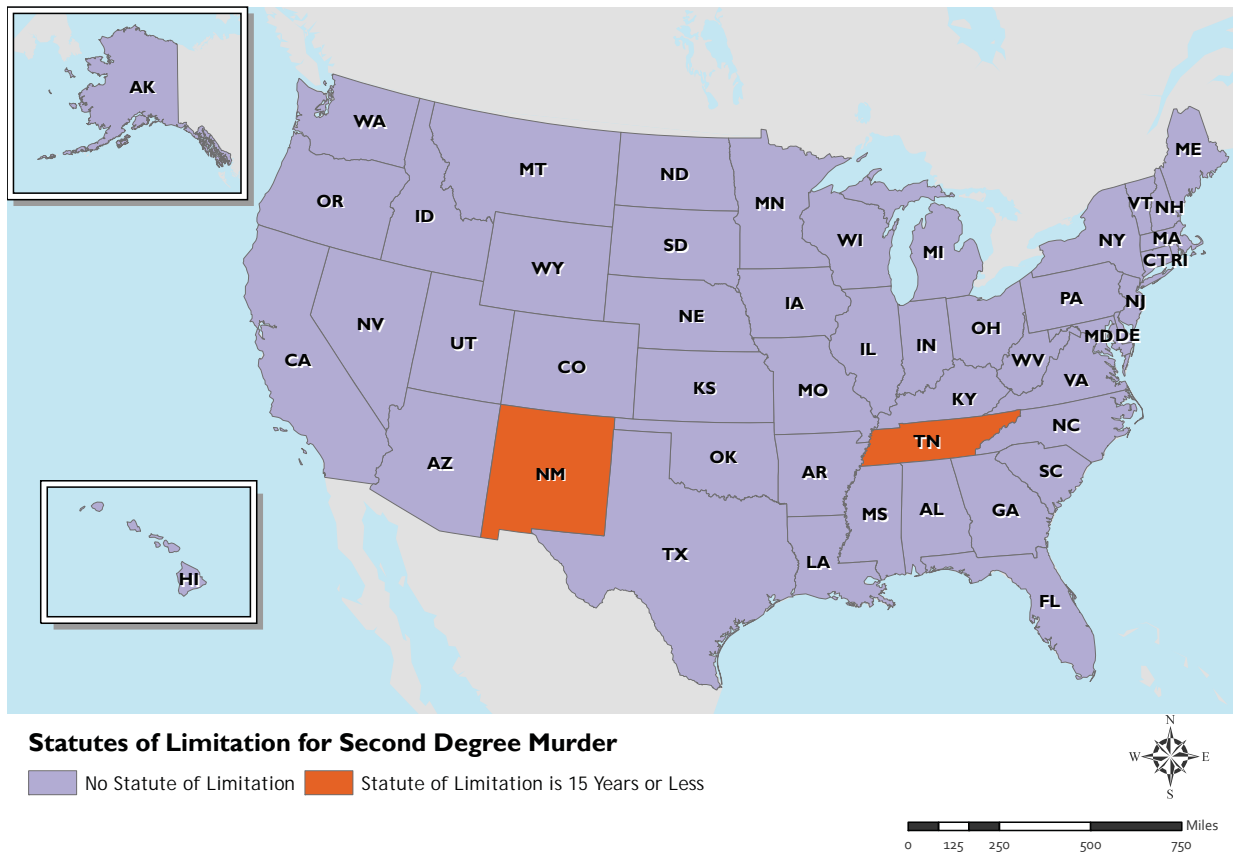 AK
WA
MT
ND
MN
ME
OR
ID
SD
WI
MI
VT NH
NY
MA
CT RI
WY
IA
NE
PA
NJ
NV
UT
CO
IL
IN
OH
MD DE
CA
KS
MO
WV
VA
KY
AZ
NM
OK
AR
TN
NC
SC
TX
LA
MS
AL
GA
HI
FL
Statutes of Limitation for Second Degree Murder
No Statute of Limitation
Statute of Limitation is 15 Years or Less
N
W E
S
Miles
0 125 250 500 750